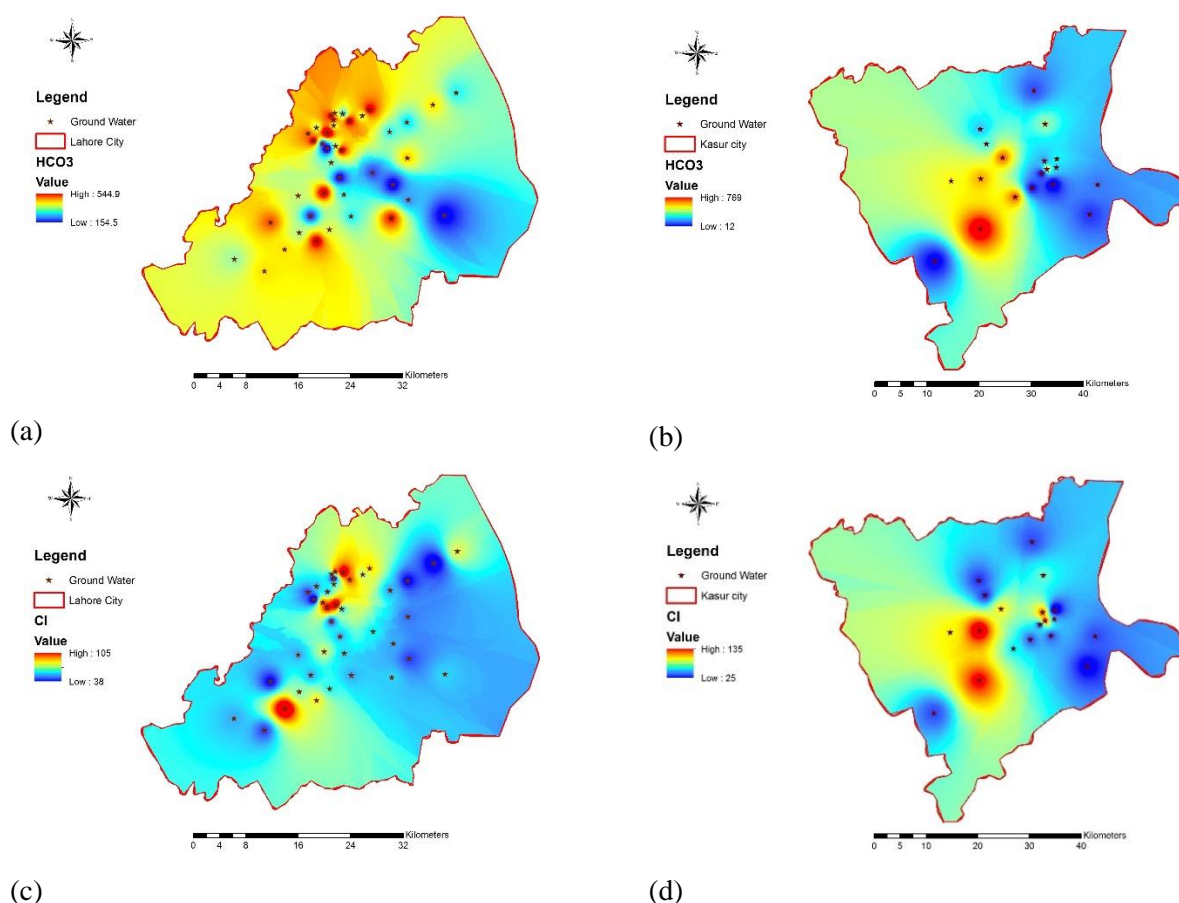 Legend
Ground Water
Lahore City
HCO3
Value
High : 544.9
Low : 154.5
Kilometers
0 4 8 16 24 32
(a)
Legend
Ground Water
Kasur city
HCO3
Value
High : 769
Low : 12
Kilometers
0 5 10 20 30 40
(b)
Legend
Ground Water
Lahore City
Cl
Value
High : 105
Low : 38
Kilometers
0 4 8 16 24 32
(c)
Legend
Ground Water
Kasur city
Cl
Value
High : 135
Low : 25
Kilometers
0 5 10 20 30 40
(d)